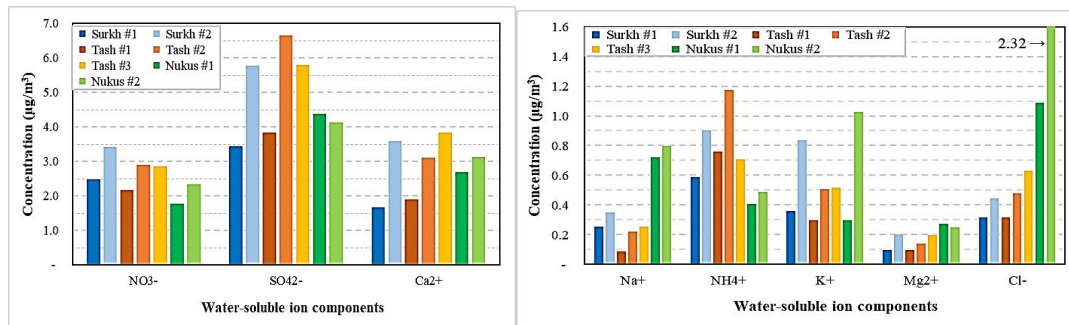 7.0
6.0
5.0
4.0
3.0
2.0
1.0
-
Concentration (µg/m³)
Surkh #1 Surkh #2
Tash #1 Tash #2
Tash #3 Nukus #1
Nukus #2
NO3- SO42- Ca2+
Water-soluble ion components
1.6
1.4
1.2
1.0
0.8
0.6
0.4
0.2
-
Concentration (µg/m³)
Surkh #1 Surkh #2 Tash #1 Tash #2
Tash #3 Nukus #1 Nukus #2
2.32 →
Na+ NH4+ K+ Mg2+ Cl-
Water-soluble ion components